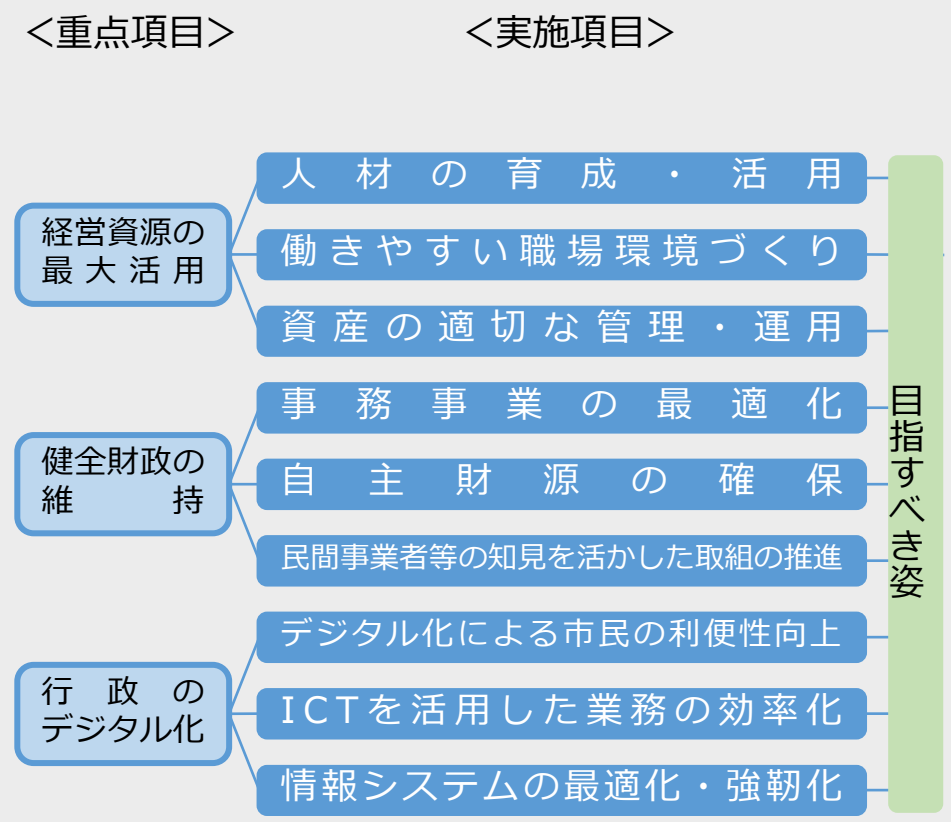 ＜重点項目＞
＜実施項目＞
経営資源の
最大活用
人材の育成・活用
働きやすい職場環境づくり
資産の適切な管理・運用
健全財政の
維持
事務事業の最適化
自主財源の確保
民間事業者等の知見を活かした取組の推進
行政の
デジタル化
デジタル化による市民の利便性向上
ICTを活用した業務の効率化
情報システムの最適化・強靭化
目指すべき姿